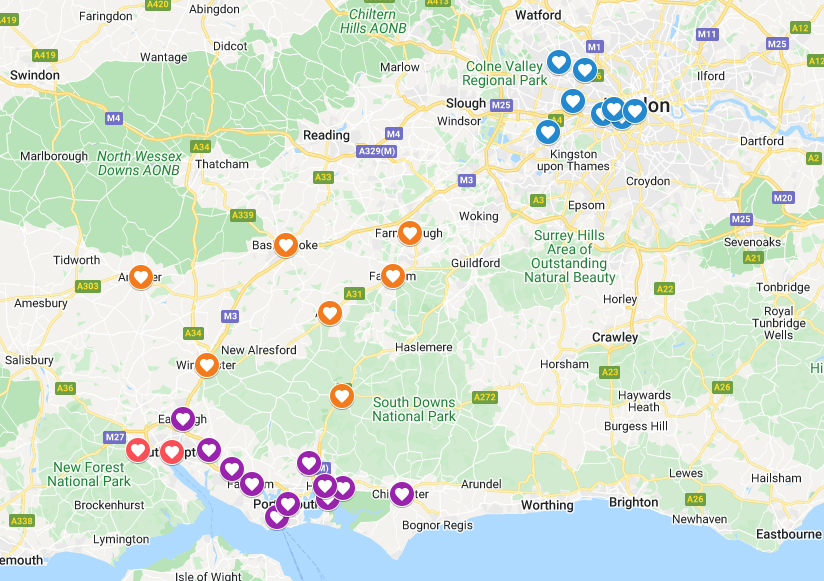 A413
A420
Abingdon
Watford
Chiltern
Hills AONB
A12
Faringdon
A419
M11
M25
M1
Didcot
A419
Wantage
Marlow
Colne Valley
Regional Park
Swindon
Ilford
Slough
M25
Windsor
M4
M4
Reading
A329(M)
A34
Dartford
Marlborough
North Wessex
Downs AONB
Thatcham
Kingston
upon Thames
A2
A33
M3
Croydon
M20
A3
Epsom
A339
Woking
M25
Surrey Hills
Area of
Outstanding
Natural Beauty
Sevenoaks
A21
Tidworth
Guildford
A303
A31
A22
Tonbridge
Horley
Amesbury
M3
Royal
Tunbridge
Wells
A34
Crawley
New Alresford
Haslemere
Salisbury
Horsham
A23
A36
A26
South Downs
National Park
A272
Haywards
Heath
Burgess Hill
M27
New Forest
National Park
Lewes
Hailsham
Arundel
Brockenhurst
Worthing
Brighton
A26
A338
Newhaven
Bognor Regis
Lymington
Eastbourne
Isle of Wight